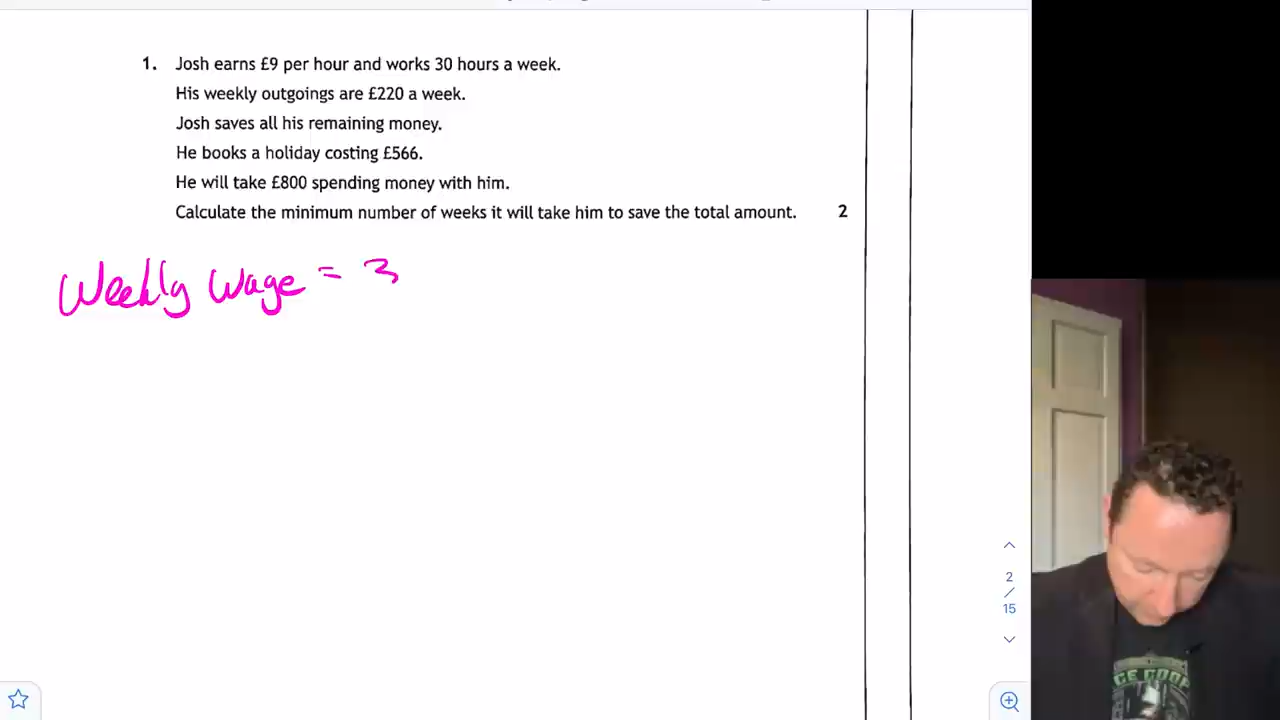 1. Josh earns £9 per hour and works 30 hours a week.
His weekly outgoings are £220 a week.
Josh saves all his remaining money.
He books a holiday costing £566.
He will take £800 spending money with him.
Calculate the minimum number of weeks it will take him to save the total amount. 2
Weekly Wage = 3
2
/
15
GE GOOP